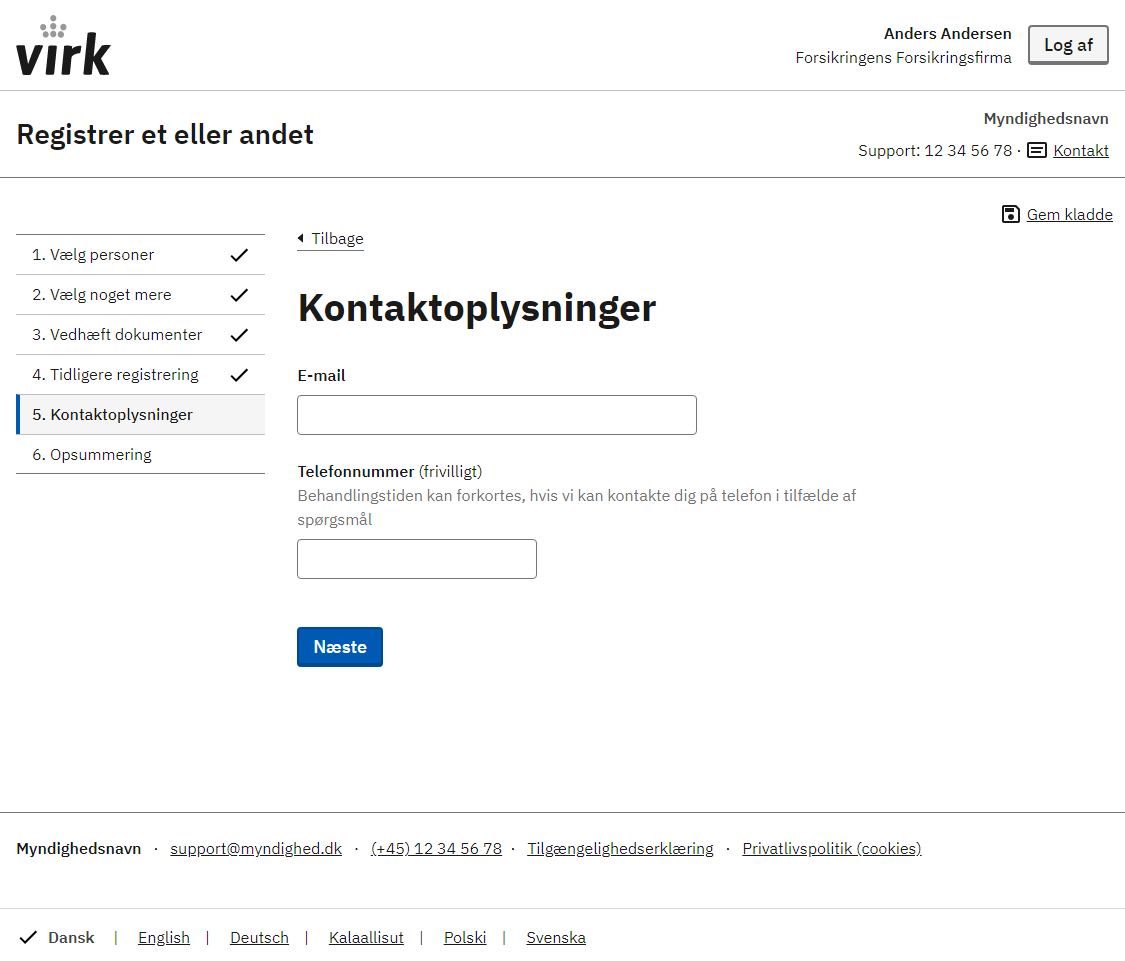 virk
Anders Andersen
Forsikringens Forsikringsfirma
Log af
Registrer et eller andet
Myndighedsnavn
Support: 12 34 56 78 · Kontakt
Gem kladde
1. Vælg personer
2. Vælg noget mere
3. Vedhæft dokumenter
4. Tidligere registrering
5. Kontaktoplysninger
6. Opsummering
Tilbage
Kontaktoplysninger
E-mail
Telefonnummer (frivilligt)
Behandlingstiden kan forkortes, hvis vi kan kontakte dig på telefon i tilfælde af
spørgsmål
Næste
Myndighedsnavn · support@myndighed.dk · (+45) 12 34 56 78 · Tilgængelighedserklæring · Privatlivspolitik (cookies)
Dansk | English | Deutsch | Kalaallisut | Polski | Svenska